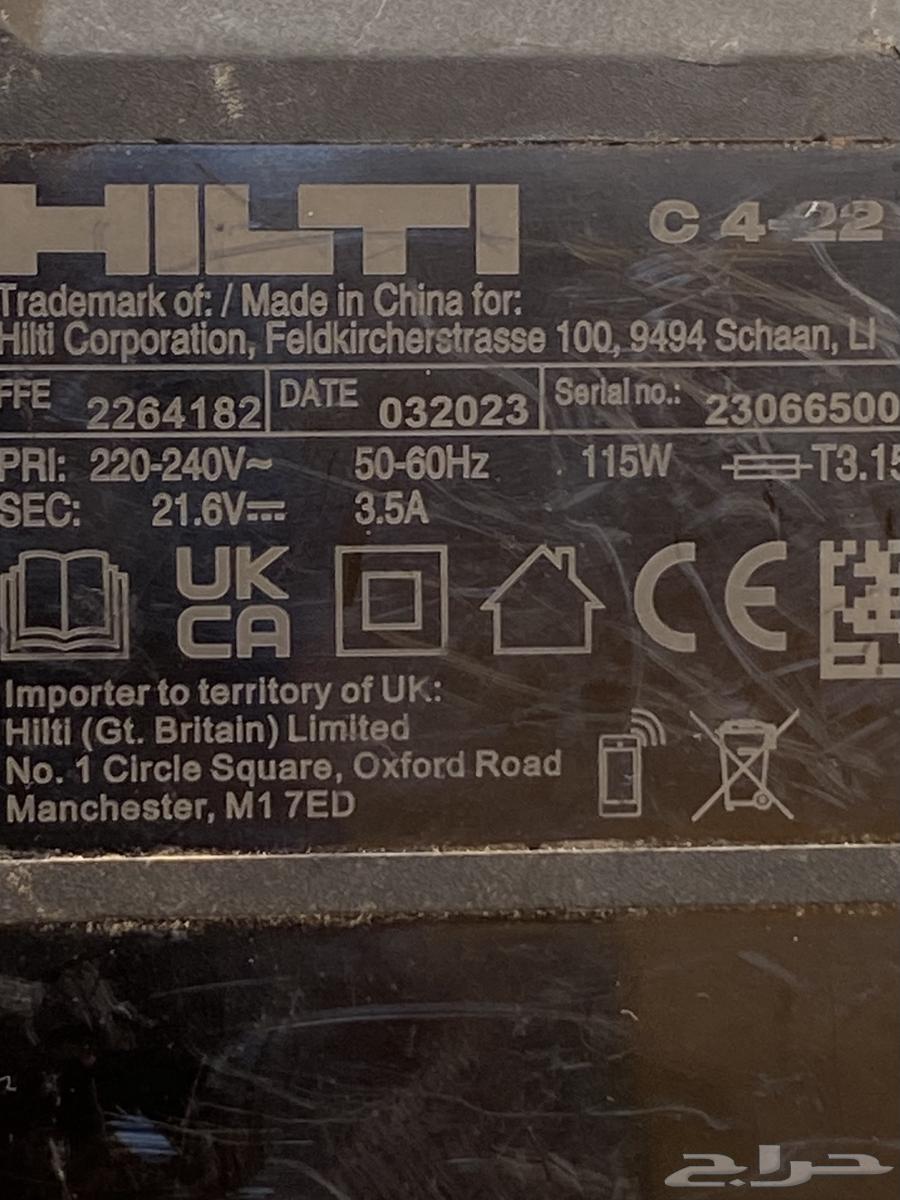 HILTI C 4-22
Trademark of: / Made in China for:
Hilti Corporation, Feldkircherstrasse 100, 9494 Schaan, LI
FFE 2264182 DATE 032023 Serial no.: 23066500
PRI: 220-240V~ 50-60Hz 115W T3.15
SEC: 21.6V⎓ 3.5A
UK
CA
CE
Importer to territory of UK:
Hilti (Gt. Britain) Limited
No. 1 Circle Square, Oxford Road
Manchester, M1 7ED
حراج